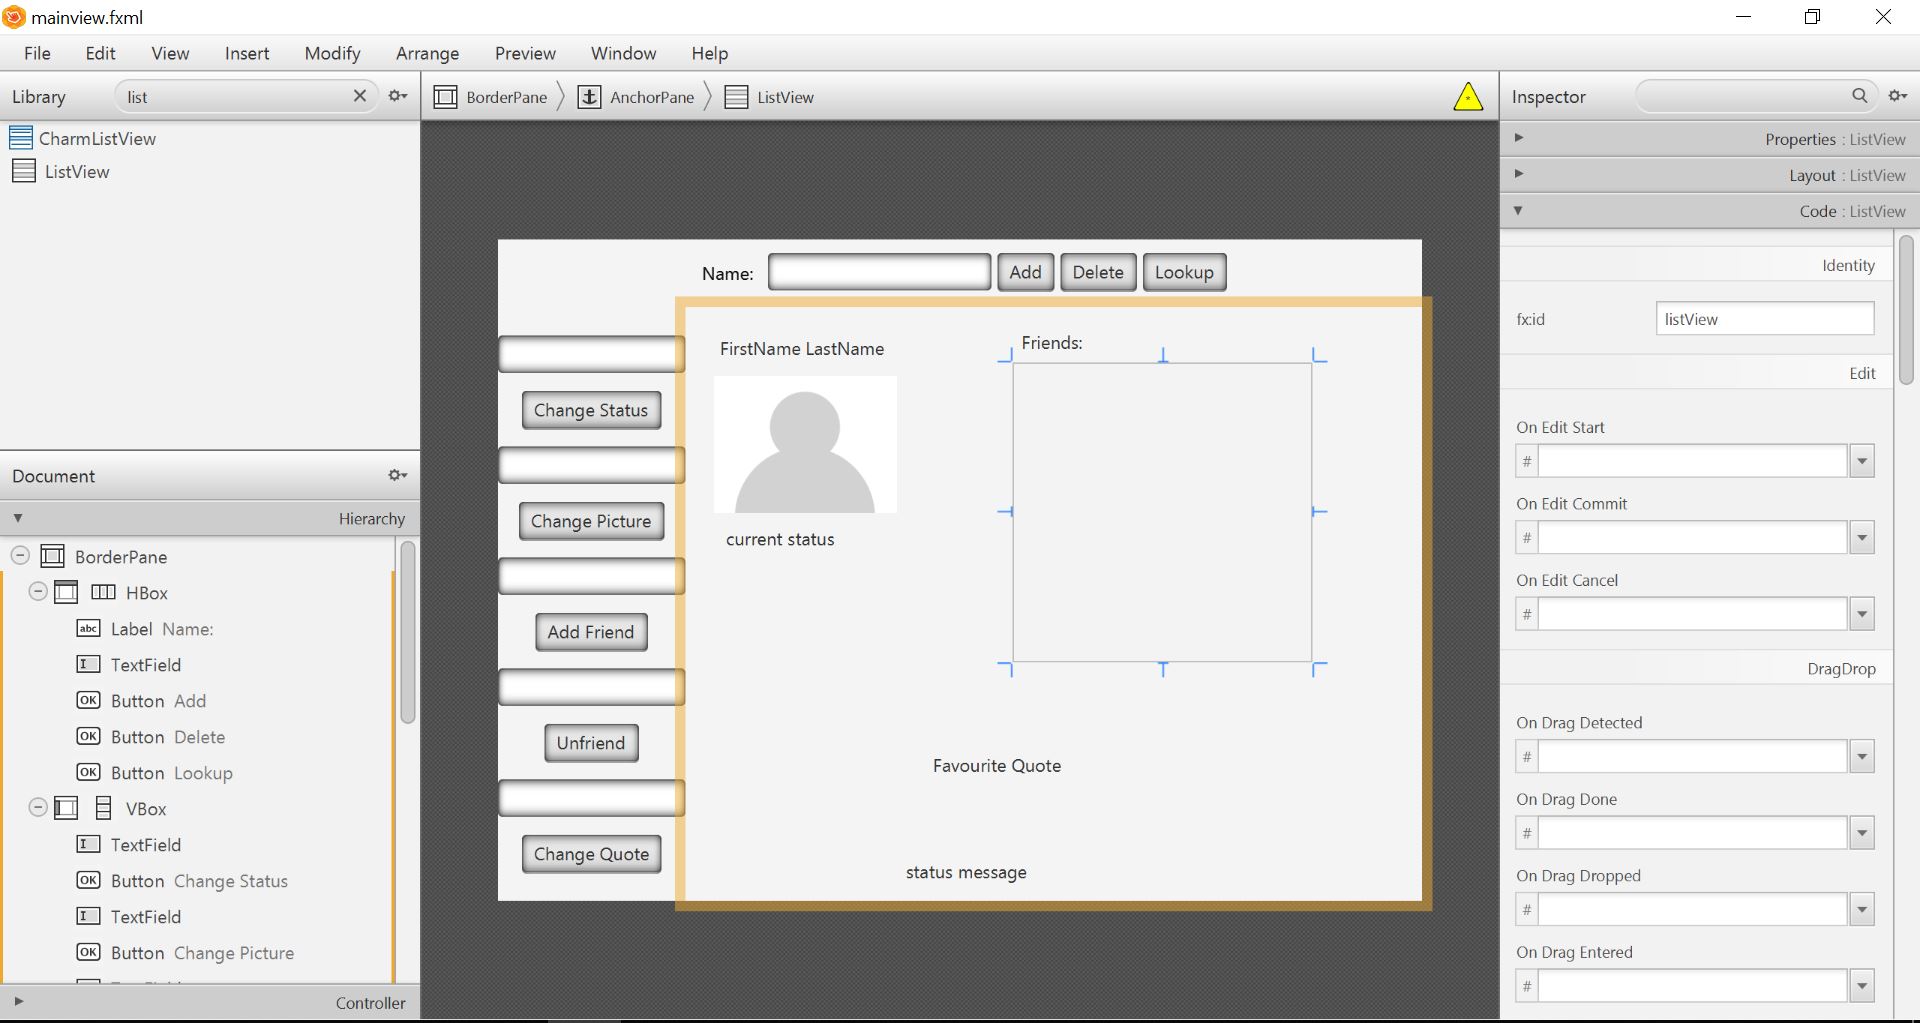 mainview.fxml
File Edit View Insert Modify Arrange Preview Window Help
Library list
BorderPane AnchorPane ListView
Inspector
CharmListView
ListView
Document
Hierarchy
BorderPane
HBox
abc Label Name:
I TextField
OK Button Add
OK Button Delete
OK Button Lookup
VBox
I TextField
OK Button Change Status
I TextField
OK Button Change Picture
Controller
Name: Add Delete Lookup
Change Status
Change Picture
Add Friend
Unfriend
Change Quote
FirstName LastName
current status
Friends:
Favourite Quote
status message
Properties : ListView
Layout : ListView
Code : ListView
Identity
fx:id listView
Edit
On Edit Start
#
On Edit Commit
#
On Edit Cancel
#
DragDrop
On Drag Detected
#
On Drag Done
#
On Drag Dropped
#
On Drag Entered
#